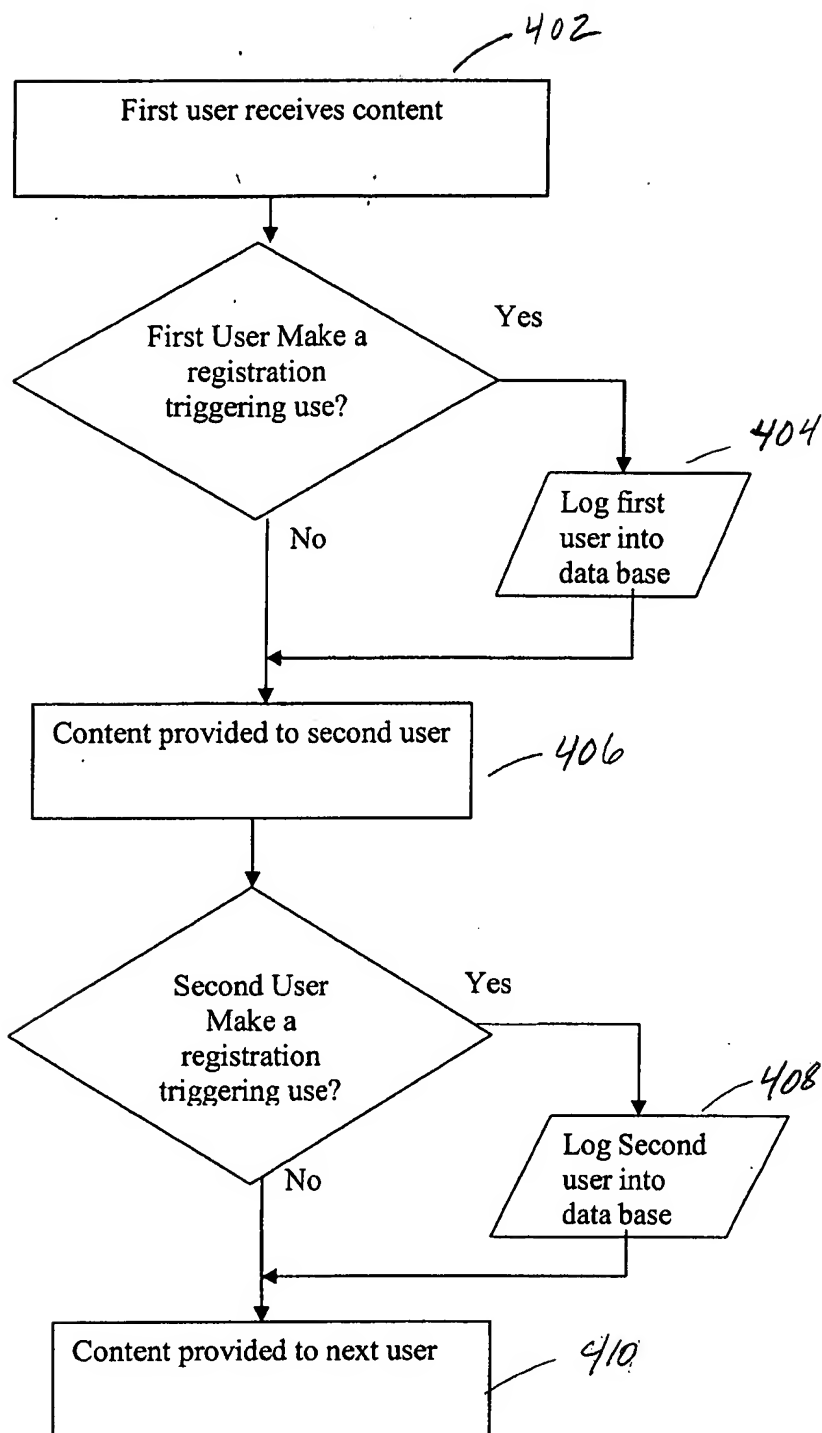 402
First user receives content
Yes
First User Make a
registration
triggering use?
404
Log first
user into
data base
No
Content provided to second user
406
Second User
Make a
registration
triggering use?
Yes
408
Log Second
user into
data base
No
Content provided to next user
410